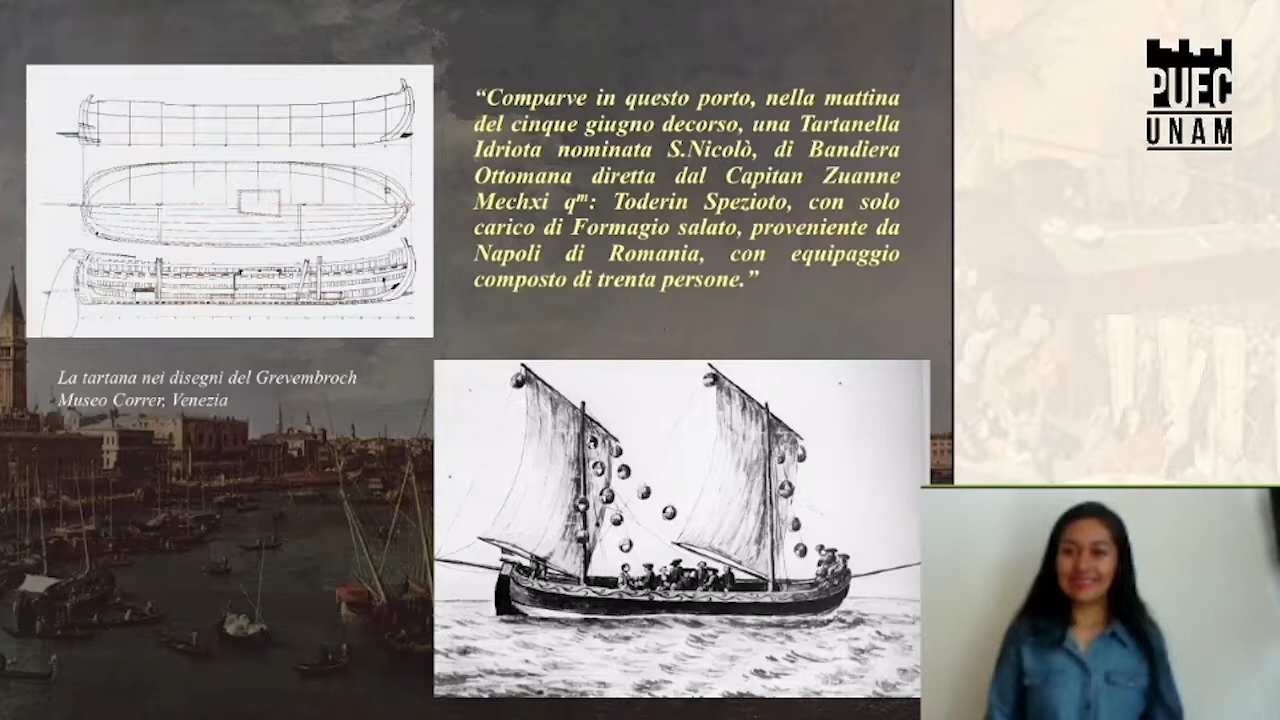 “Comparve in questo porto, nella mattina
del cinque giugno decorso, una Tartanella
Idriota nominata S.Nicolò, di Bandiera
Ottomana diretta dal Capitan Zuanne
Mechxi qᵐ: Toderin Spezioto, con solo
carico di Formagio salato, proveniente da
Napoli di Romania, con equipaggio
composto di trenta persone.”
La tartana nei disegni del Grevembroch
Museo Correr, Venezia
PUEC
UNAM